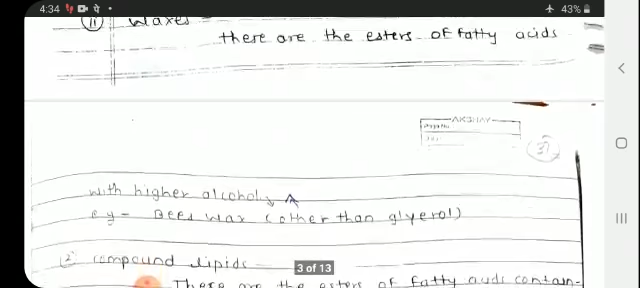 4:34
43%
(ii) Waxes -
there are the esters of fatty acids
AKSHAY
37
with higher alcohol
eg - Bees wax (other than glyerol)
(2) compound lipids
3 of 13
These are the esters of fatty acids contain-